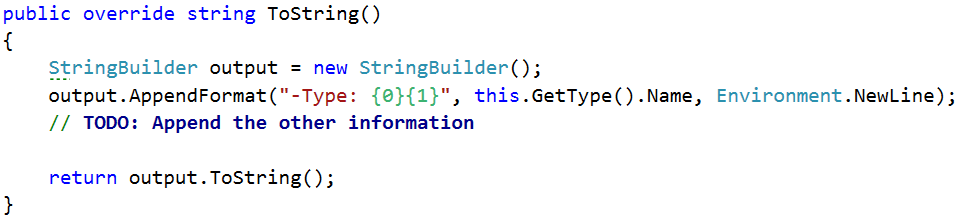 public override string ToString()
{
    StringBuilder output = new StringBuilder();
    output.AppendFormat("-Type: {0}{1}", this.GetType().Name, Environment.NewLine);
    // TODO: Append the other information

    return output.ToString();
}